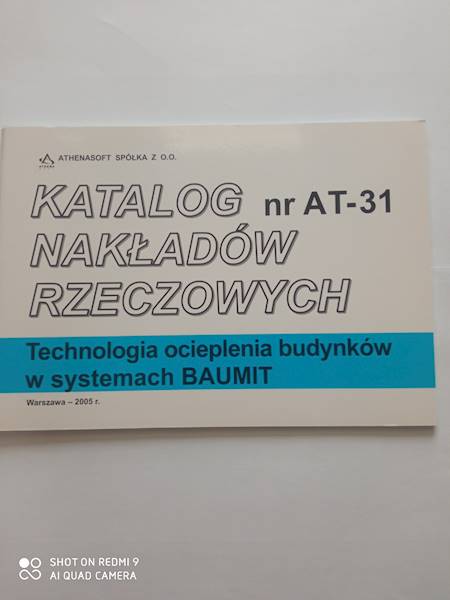 ATHENASOFT SPÓŁKA Z O.O.
KATALOG nr AT-31
NAKŁADÓW
RZECZOWYCH
Technologia ocieplenia budynków
w systemach BAUMIT
Warszawa – 2005 r.
SHOT ON REDMI 9
AI QUAD CAMERA